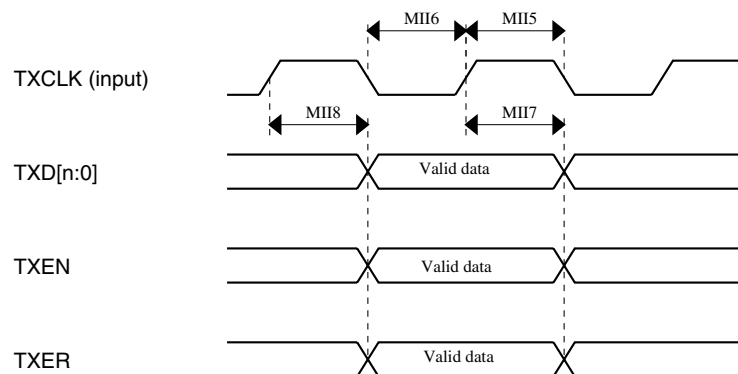 MII6 MII5
TXCLK (input)
MII8 MII7
TXD[n:0] Valid data
TXEN Valid data
TXER Valid data